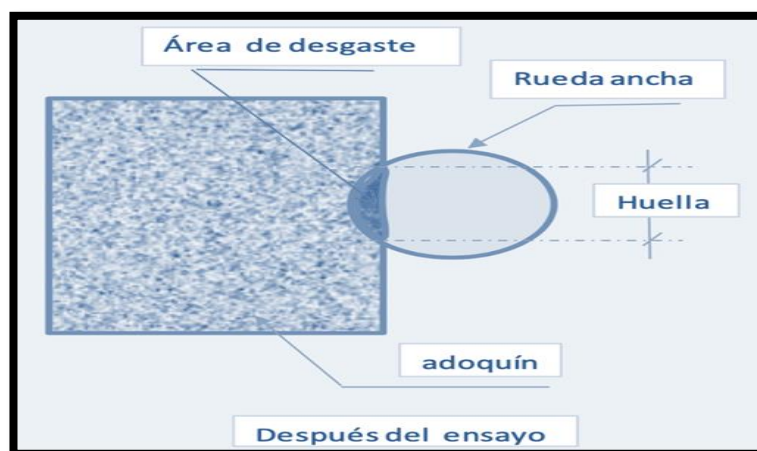 Área de desgaste
Rueda ancha
Huella
adoquín
Después del ensayo